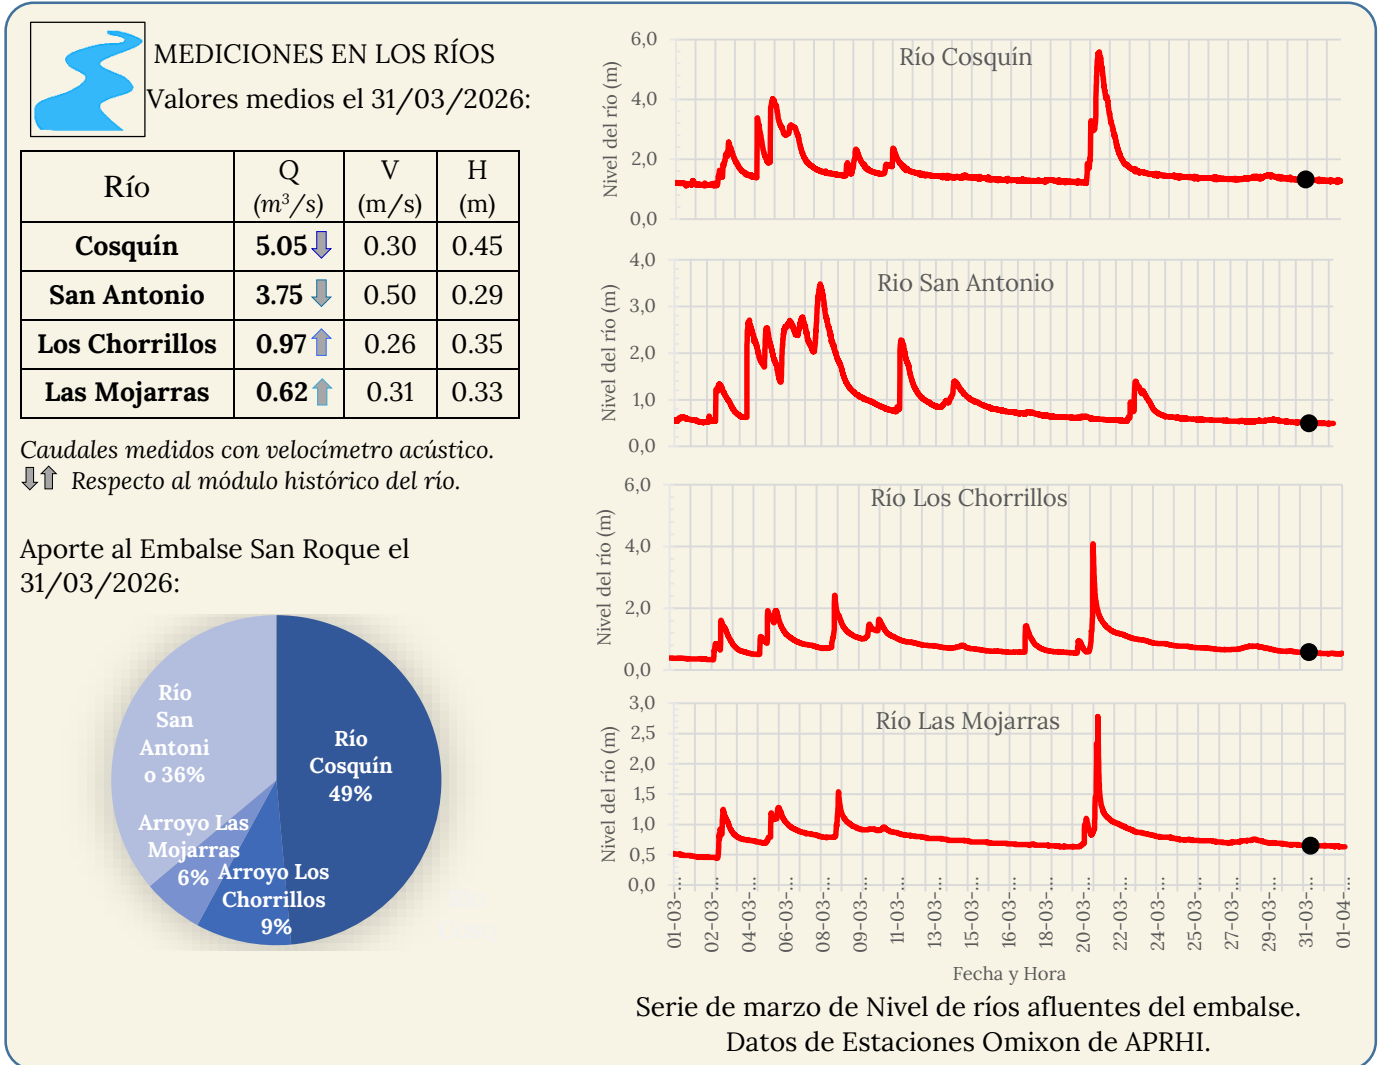 MEDICIONES EN LOS RÍOS
Valores medios el 31/03/2026:
Río Q (m³/s) V (m/s) H (m)
Cosquín 5.05 0.30 0.45
San Antonio 3.75 0.50 0.29
Los Chorrillos 0.97 0.26 0.35
Las Mojarras 0.62 0.31 0.33
Caudales medidos con velocímetro acústico.
Respecto al módulo histórico del río.
Aporte al Embalse San Roque el
31/03/2026:
Río
San
Antoni
o 36%
Río
Cosquín
49%
Arroyo Las
Mojarras
6%
Arroyo Los
Chorrillos
9%
Río Cosquín
Nivel del río (m)
6,0
4,0
2,0
0,0
Rio San Antonio
Nivel del río (m)
4,0
3,0
2,0
1,0
0,0
Río Los Chorrillos
Nivel del río (m)
6,0
4,0
2,0
0,0
Río Las Mojarras
Nivel del río (m)
3,0
2,5
2,0
1,5
1,0
0,5
0,0
01-03-...
02-03-...
04-03-...
06-03-...
08-03-...
09-03-...
11-03-...
13-03-...
15-03-...
16-03-...
18-03-...
20-03-...
22-03-...
23-03-...
25-03-...
27-03-...
29-03-...
31-03-...
01-04-...
Fecha y Hora
Serie de marzo de Nivel de ríos afluentes del embalse.
Datos de Estaciones Omixon de APRHI.